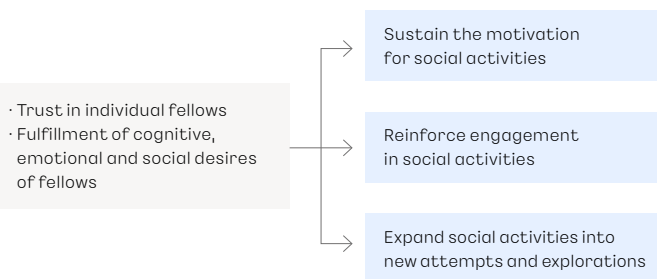 · Trust in individual fellows
· Fulfillment of cognitive,
emotional and social desires
of fellows
Sustain the motivation
for social activities
Reinforce engagement
in social activities
Expand social activities into
new attempts and explorations